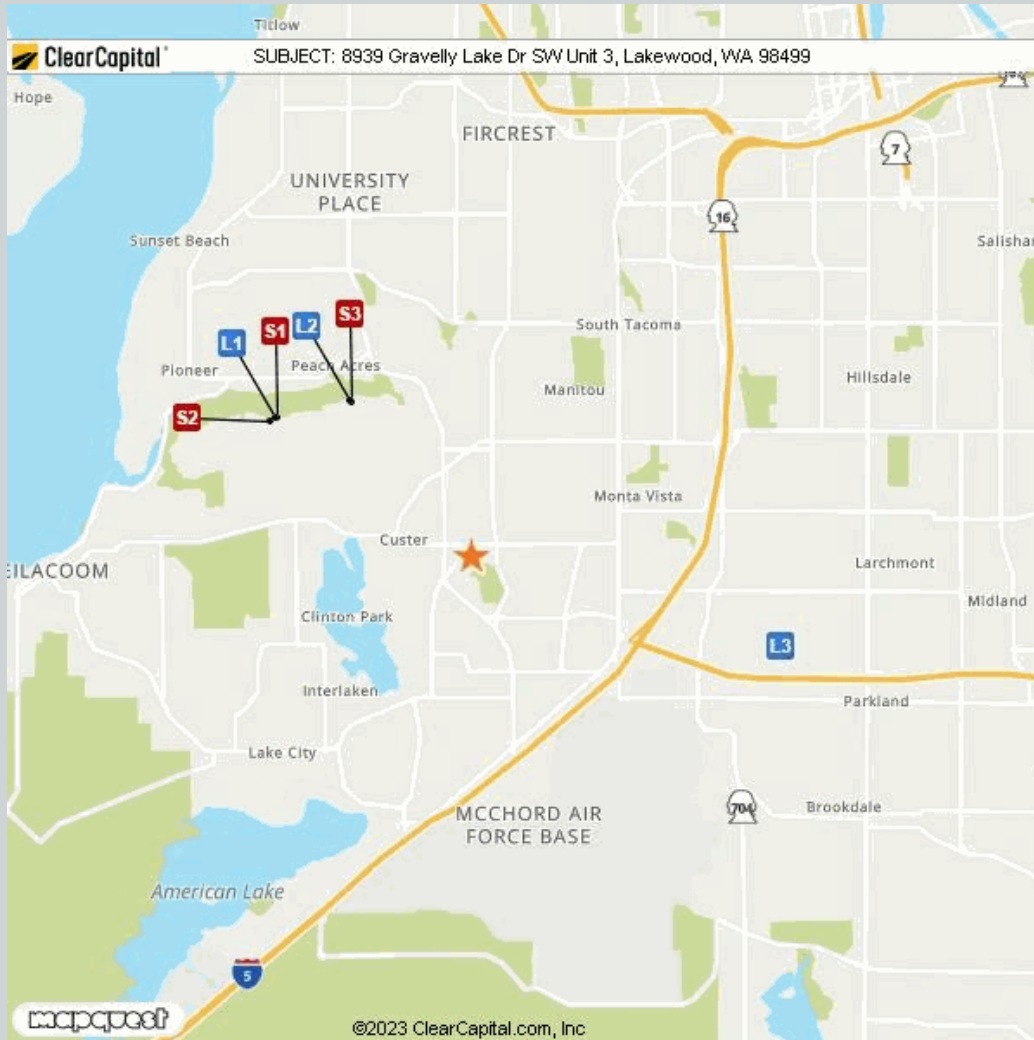 Titlow
ClearCapital
SUBJECT: 8939 Gravelly Lake Dr SW Unit 3, Lakewood, WA 98499
Hope
FIRCREST
7
UNIVERSITY
PLACE
16
Sunset Beach
Salishan
S3
L2
S1
L1
South Tacoma
Pioneer
Peach Acres
Manitou
Hillsdale
S2
Monta Vista
Custer
EILACOOM
Larchmont
Midland
Clinton Park
L3
Interlaken
Parkland
Lake City
MCCHORD AIR
FORCE BASE
704
Brookdale
American Lake
5
mapquest
©2023 ClearCapital.com, Inc